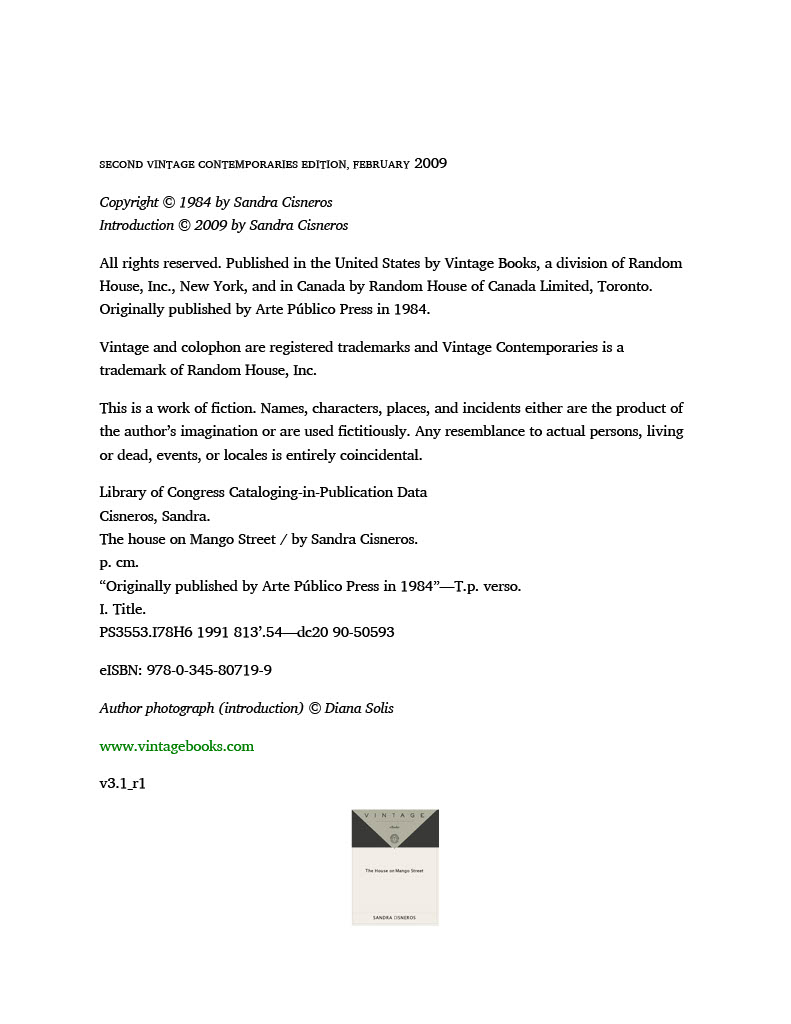 SECOND VINTAGE CONTEMPORARIES EDITION, FEBRUARY 2009
Copyright © 1984 by Sandra Cisneros
Introduction © 2009 by Sandra Cisneros
All rights reserved. Published in the United States by Vintage Books, a division of Random
House, Inc., New York, and in Canada by Random House of Canada Limited, Toronto.
Originally published by Arte Público Press in 1984.
Vintage and colophon are registered trademarks and Vintage Contemporaries is a
trademark of Random House, Inc.
This is a work of fiction. Names, characters, places, and incidents either are the product of
the author’s imagination or are used fictitiously. Any resemblance to actual persons, living
or dead, events, or locales is entirely coincidental.
Library of Congress Cataloging-in-Publication Data
Cisneros, Sandra.
The house on Mango Street / by Sandra Cisneros.
p. cm.
“Originally published by Arte Público Press in 1984”—T.p. verso.
I. Title.
PS3553.I78H6 1991 813’.54—dc20 90-50593
eISBN: 978-0-345-80719-9
Author photograph (introduction) © Diana Solis
www.vintagebooks.com
v3.1_r1
VINTAGE
The House on Mango Street
SANDRA CISNEROS